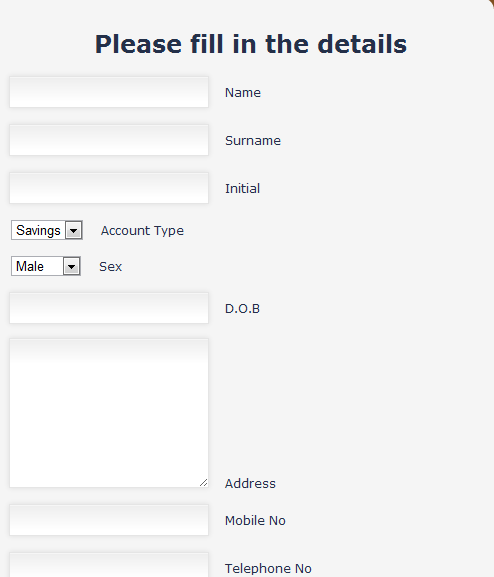 Please fill in the details
Name
Surname
Initial
Savings Account Type
Male Sex
D.O.B
Address
Mobile No
Telephone No